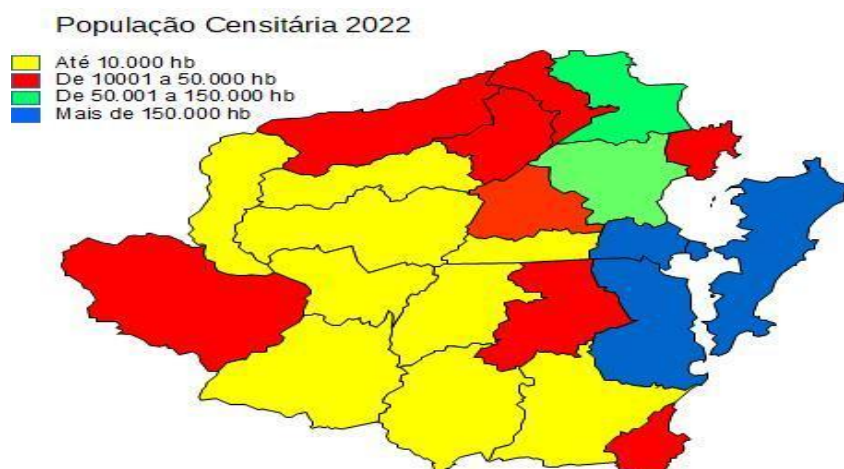 População Censitária 2022
Até 10.000 hb
De 10001 a 50.000 hb
De 50.001 a 150.000 hb
Mais de 150.000 hb